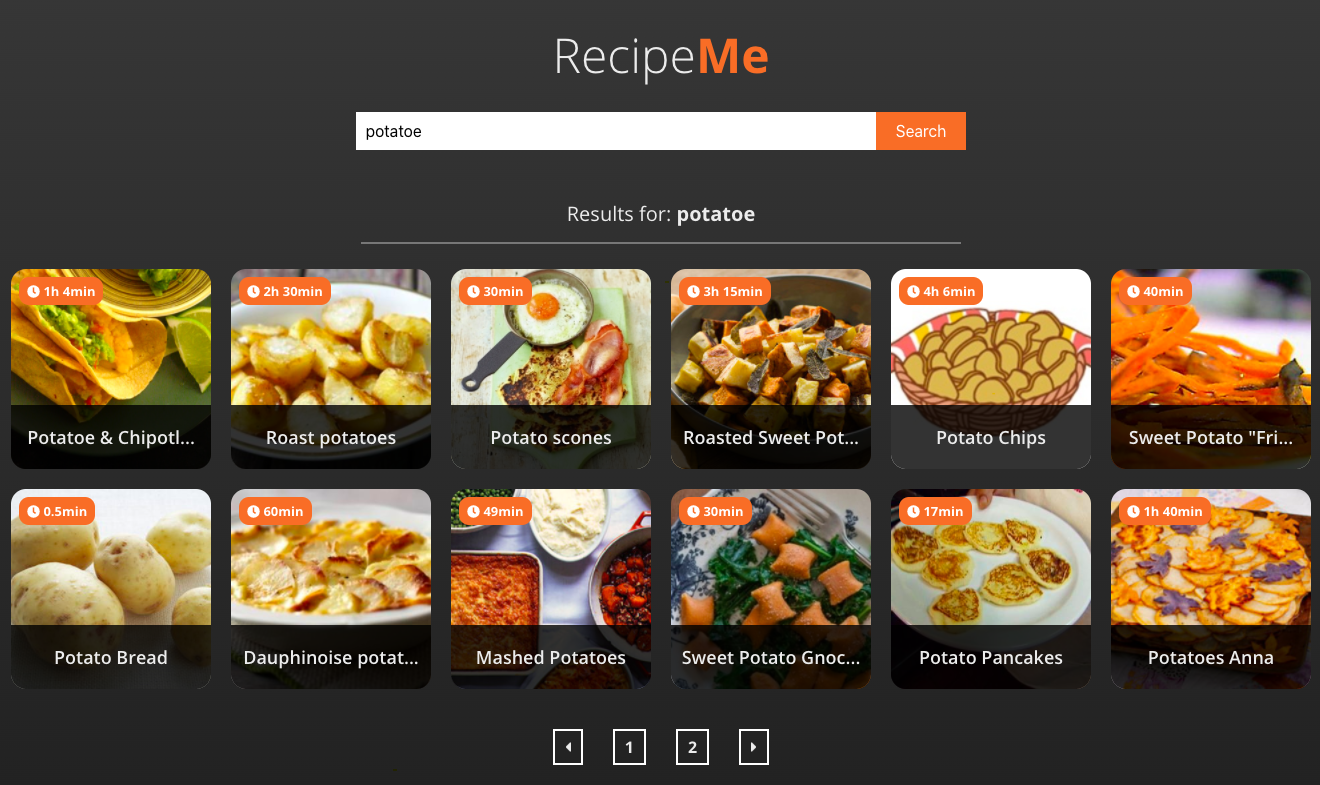 RecipeMe
potatoe
Search
Results for: potatoe
1h 4min
2h 30min
30min
3h 15min
4h 6min
40min
Potatoe & Chipotl...
Roast potatoes
Potato scones
Roasted Sweet Pot...
Potato Chips
Sweet Potato "Fri...
0.5min
60min
49min
30min
17min
1h 40min
Potato Bread
Dauphinoise potat...
Mashed Potatoes
Sweet Potato Gnoc...
Potato Pancakes
Potatoes Anna
1
2